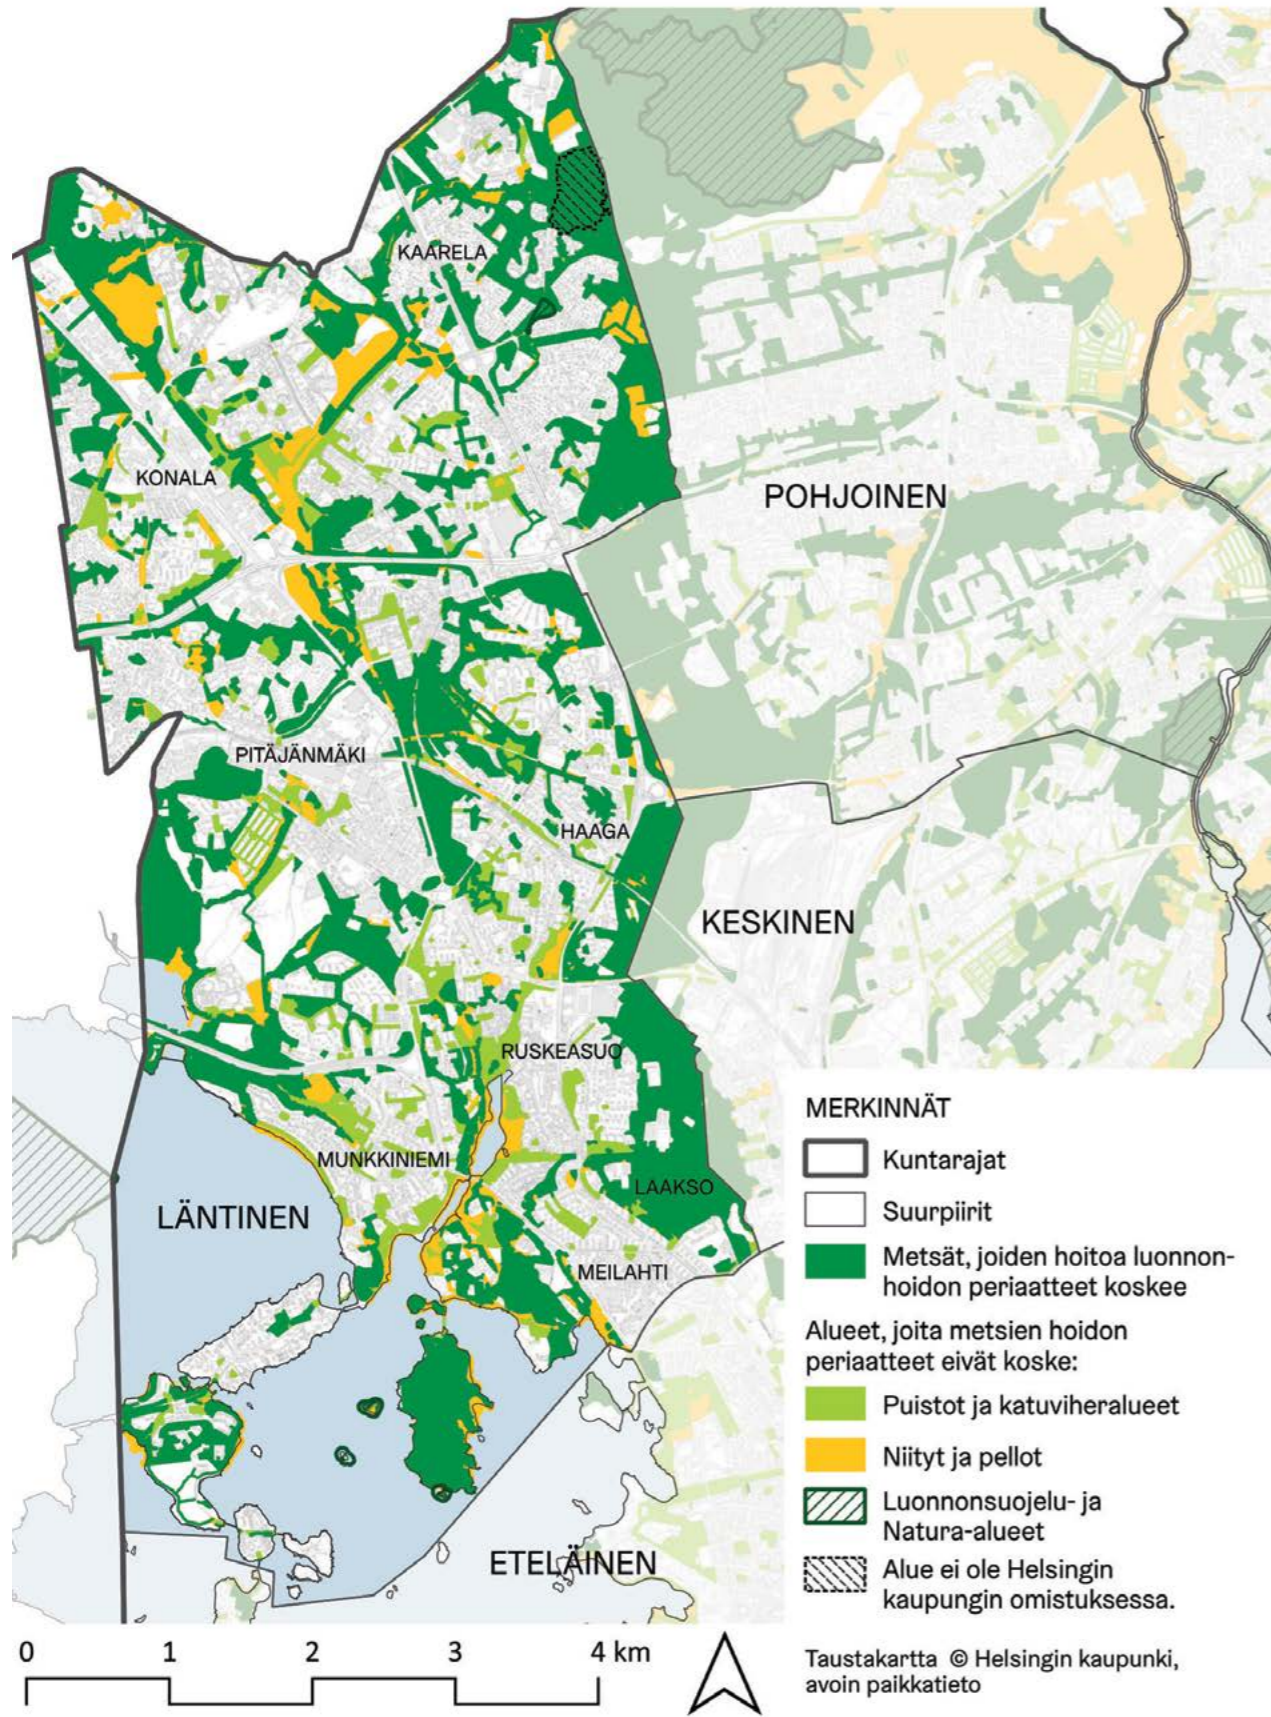 KAARELA
KONALA
POHJOINEN
PITÄJÄNMÄKI
HAAGA
KESKINEN
RUSKEASUO
MUNKKINIEMI
LAAKSO
LÄNTINEN
MEILAHTI
ETELÄINEN
MERKINNÄT
Kuntarajat
Suurpiirit
Metsät, joiden hoitoa luonnon-
hoidon periaatteet koskee
Alueet, joita metsien hoidon
periaatteet eivät koske:
Puistot ja katuviheralueet
Niityt ja pellot
Luonnonsuojelu- ja
Natura-alueet
Alue ei ole Helsingin
kaupungin omistuksessa.
0 1 2 3 4 km
Taustakartta © Helsingin kaupunki,
avoin paikkatieto